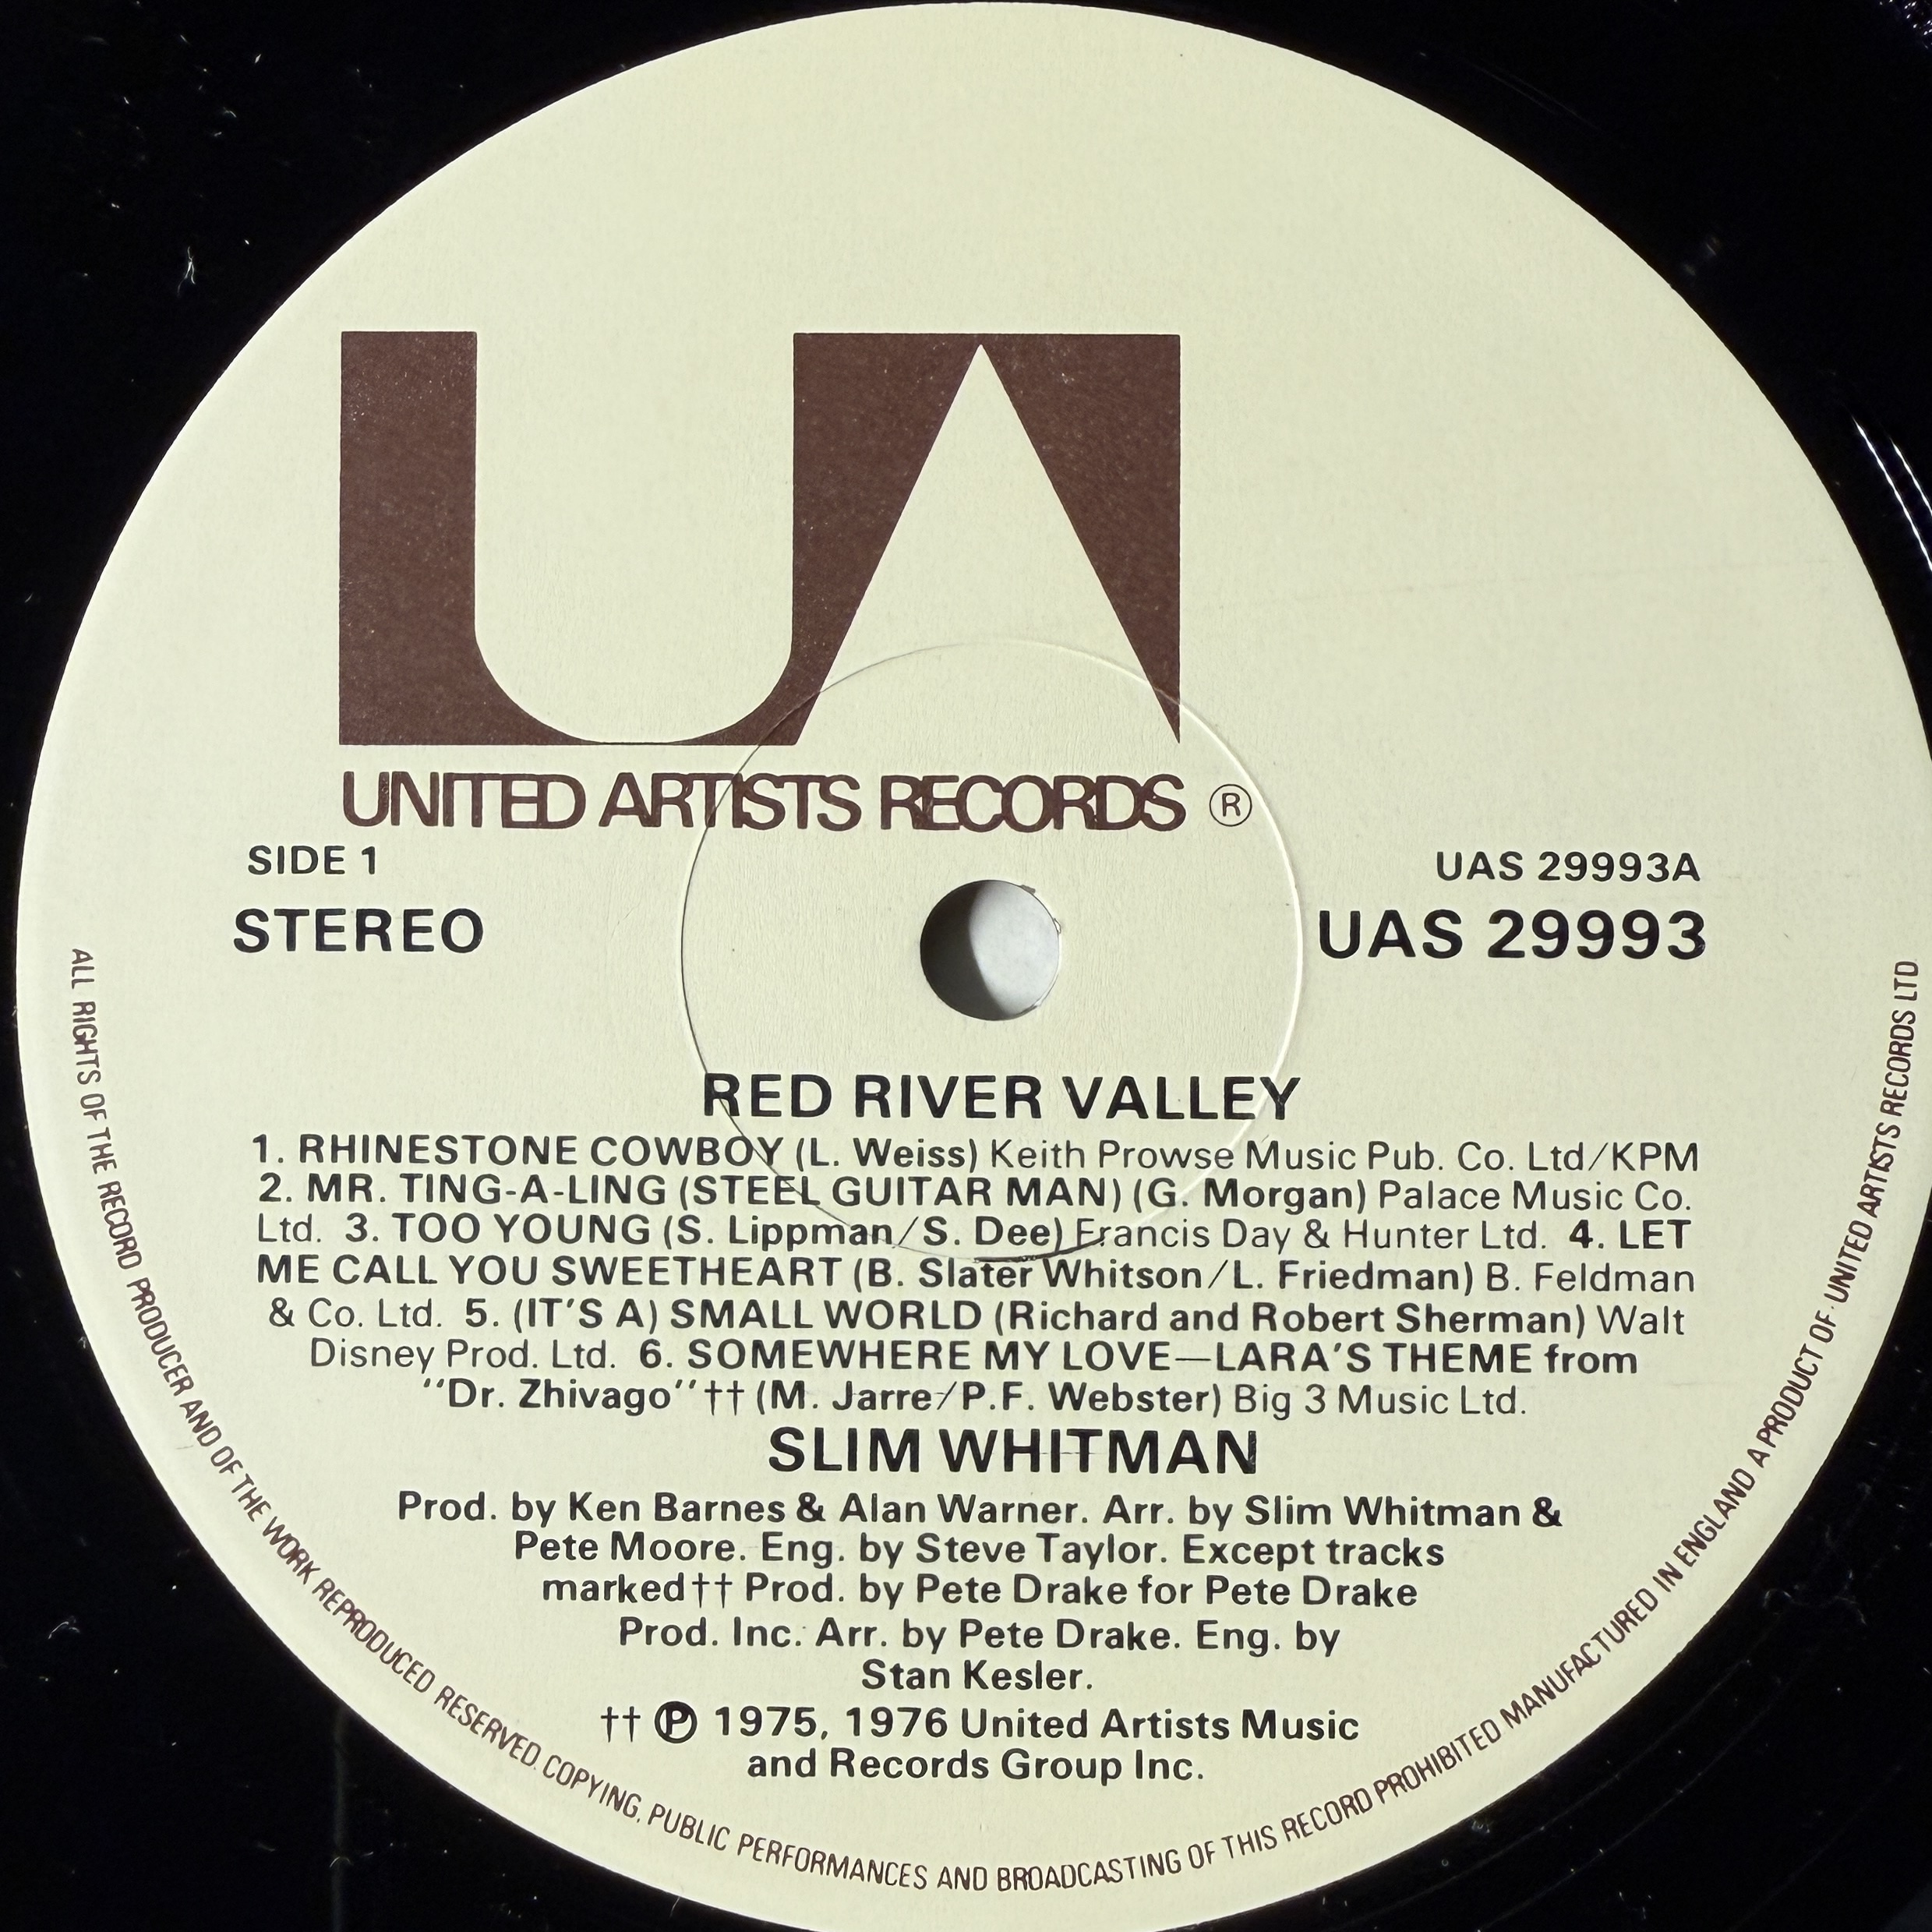 UA
UNITED ARTISTS RECORDS ®
SIDE 1
UAS 29993A
STEREO
UAS 29993
RED RIVER VALLEY
1. RHINESTONE COWBOY (L. Weiss) Keith Prowse Music Pub. Co. Ltd/KPM
2. MR. TING-A-LING (STEEL GUITAR MAN) (G. Morgan) Palace Music Co.
Ltd. 3. TOO YOUNG (S. Lippman/S. Dee) Francis Day & Hunter Ltd. 4. LET
ME CALL YOU SWEETHEART (B. Slater Whitson/L. Friedman) B. Feldman
& Co. Ltd. 5. (IT'S A) SMALL WORLD (Richard and Robert Sherman) Walt
Disney Prod. Ltd. 6. SOMEWHERE MY LOVE—LARA'S THEME from
"Dr. Zhivago"†† (M. Jarre/P.F. Webster) Big 3 Music Ltd.
SLIM WHITMAN
Prod. by Ken Barnes & Alan Warner. Arr. by Slim Whitman &
Pete Moore. Eng. by Steve Taylor. Except tracks
marked†† Prod. by Pete Drake for Pete Drake
Prod. Inc. Arr. by Pete Drake. Eng. by
Stan Kesler.
†† ℗ 1975, 1976 United Artists Music
and Records Group Inc.
ALL RIGHTS OF THE RECORD PRODUCER AND OF THE WORK REPRODUCED RESERVED. COPYING, PUBLIC PERFORMANCES AND BROADCASTING OF THIS RECORD PROHIBITED MANUFACTURED IN ENGLAND A PRODUCT OF: UNITED ARTISTS RECORDS LTD